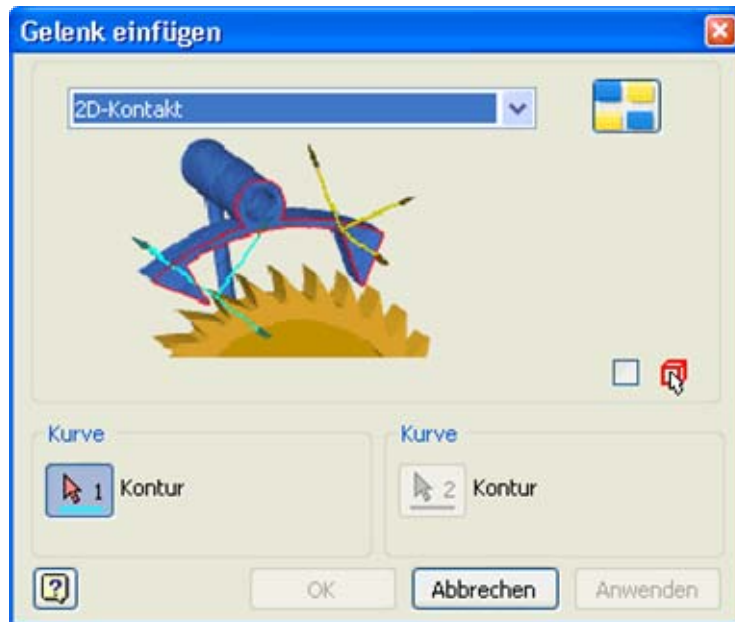 Gelenk einfügen
2D-Kontakt
Kurve
1 Kontur
Kurve
2 Kontur
OK
Abbrechen
Anwenden